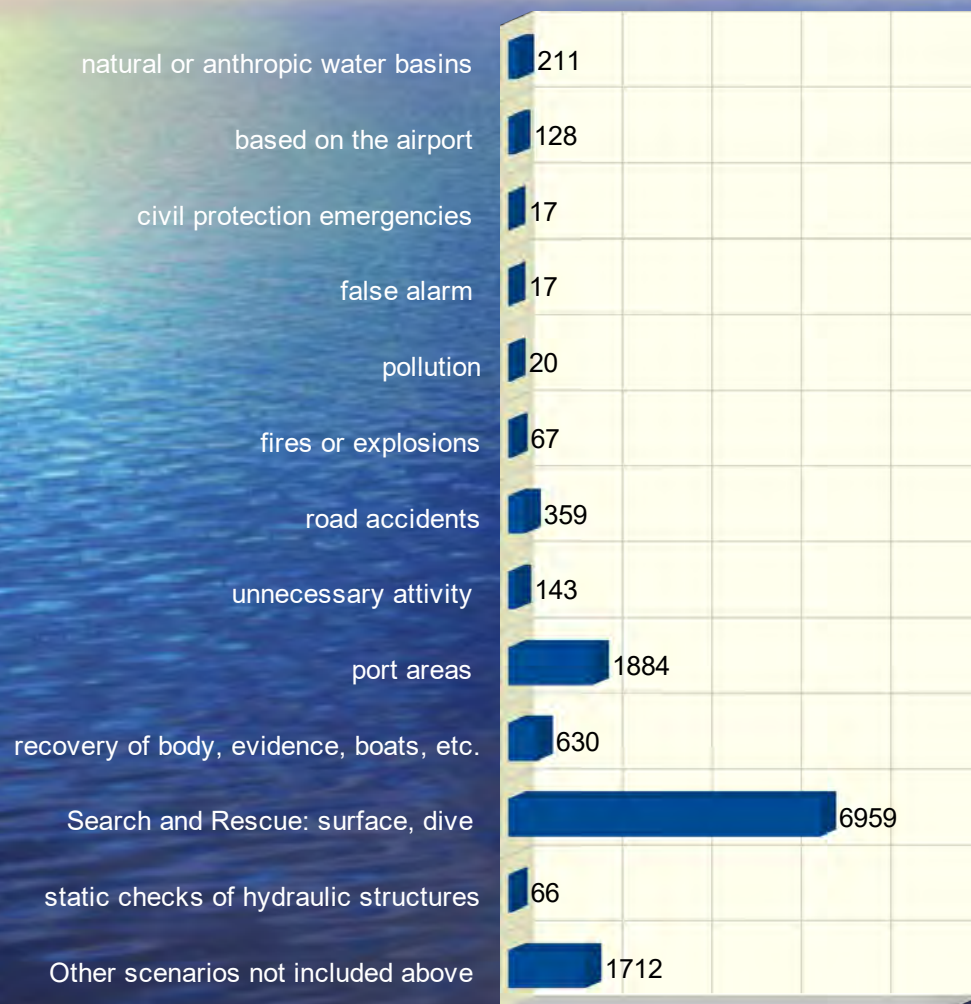 natural or anthropic water basins 211
based on the airport 128
civil protection emergencies 17
false alarm 17
pollution 20
fires or explosions 67
road accidents 359
unnecessary attivity 143
port areas 1884
recovery of body, evidence, boats, etc. 630
Search and Rescue: surface, dive 6959
static checks of hydraulic structures 66
Other scenarios not included above 1712